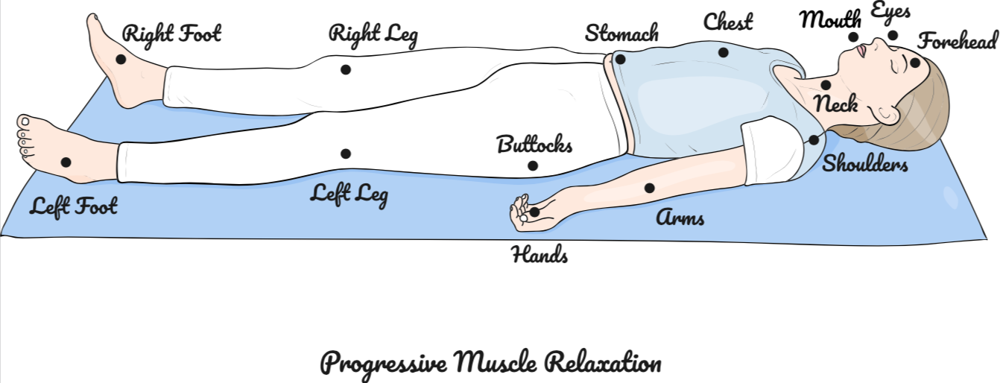 Mouth
Eyes
Right Foot
Right Leg
Stomach
Chest
Forehead
Neck
Buttocks
Shoulders
Left Foot
Left Leg
Arms
Hands
Progressive Muscle Relaxation